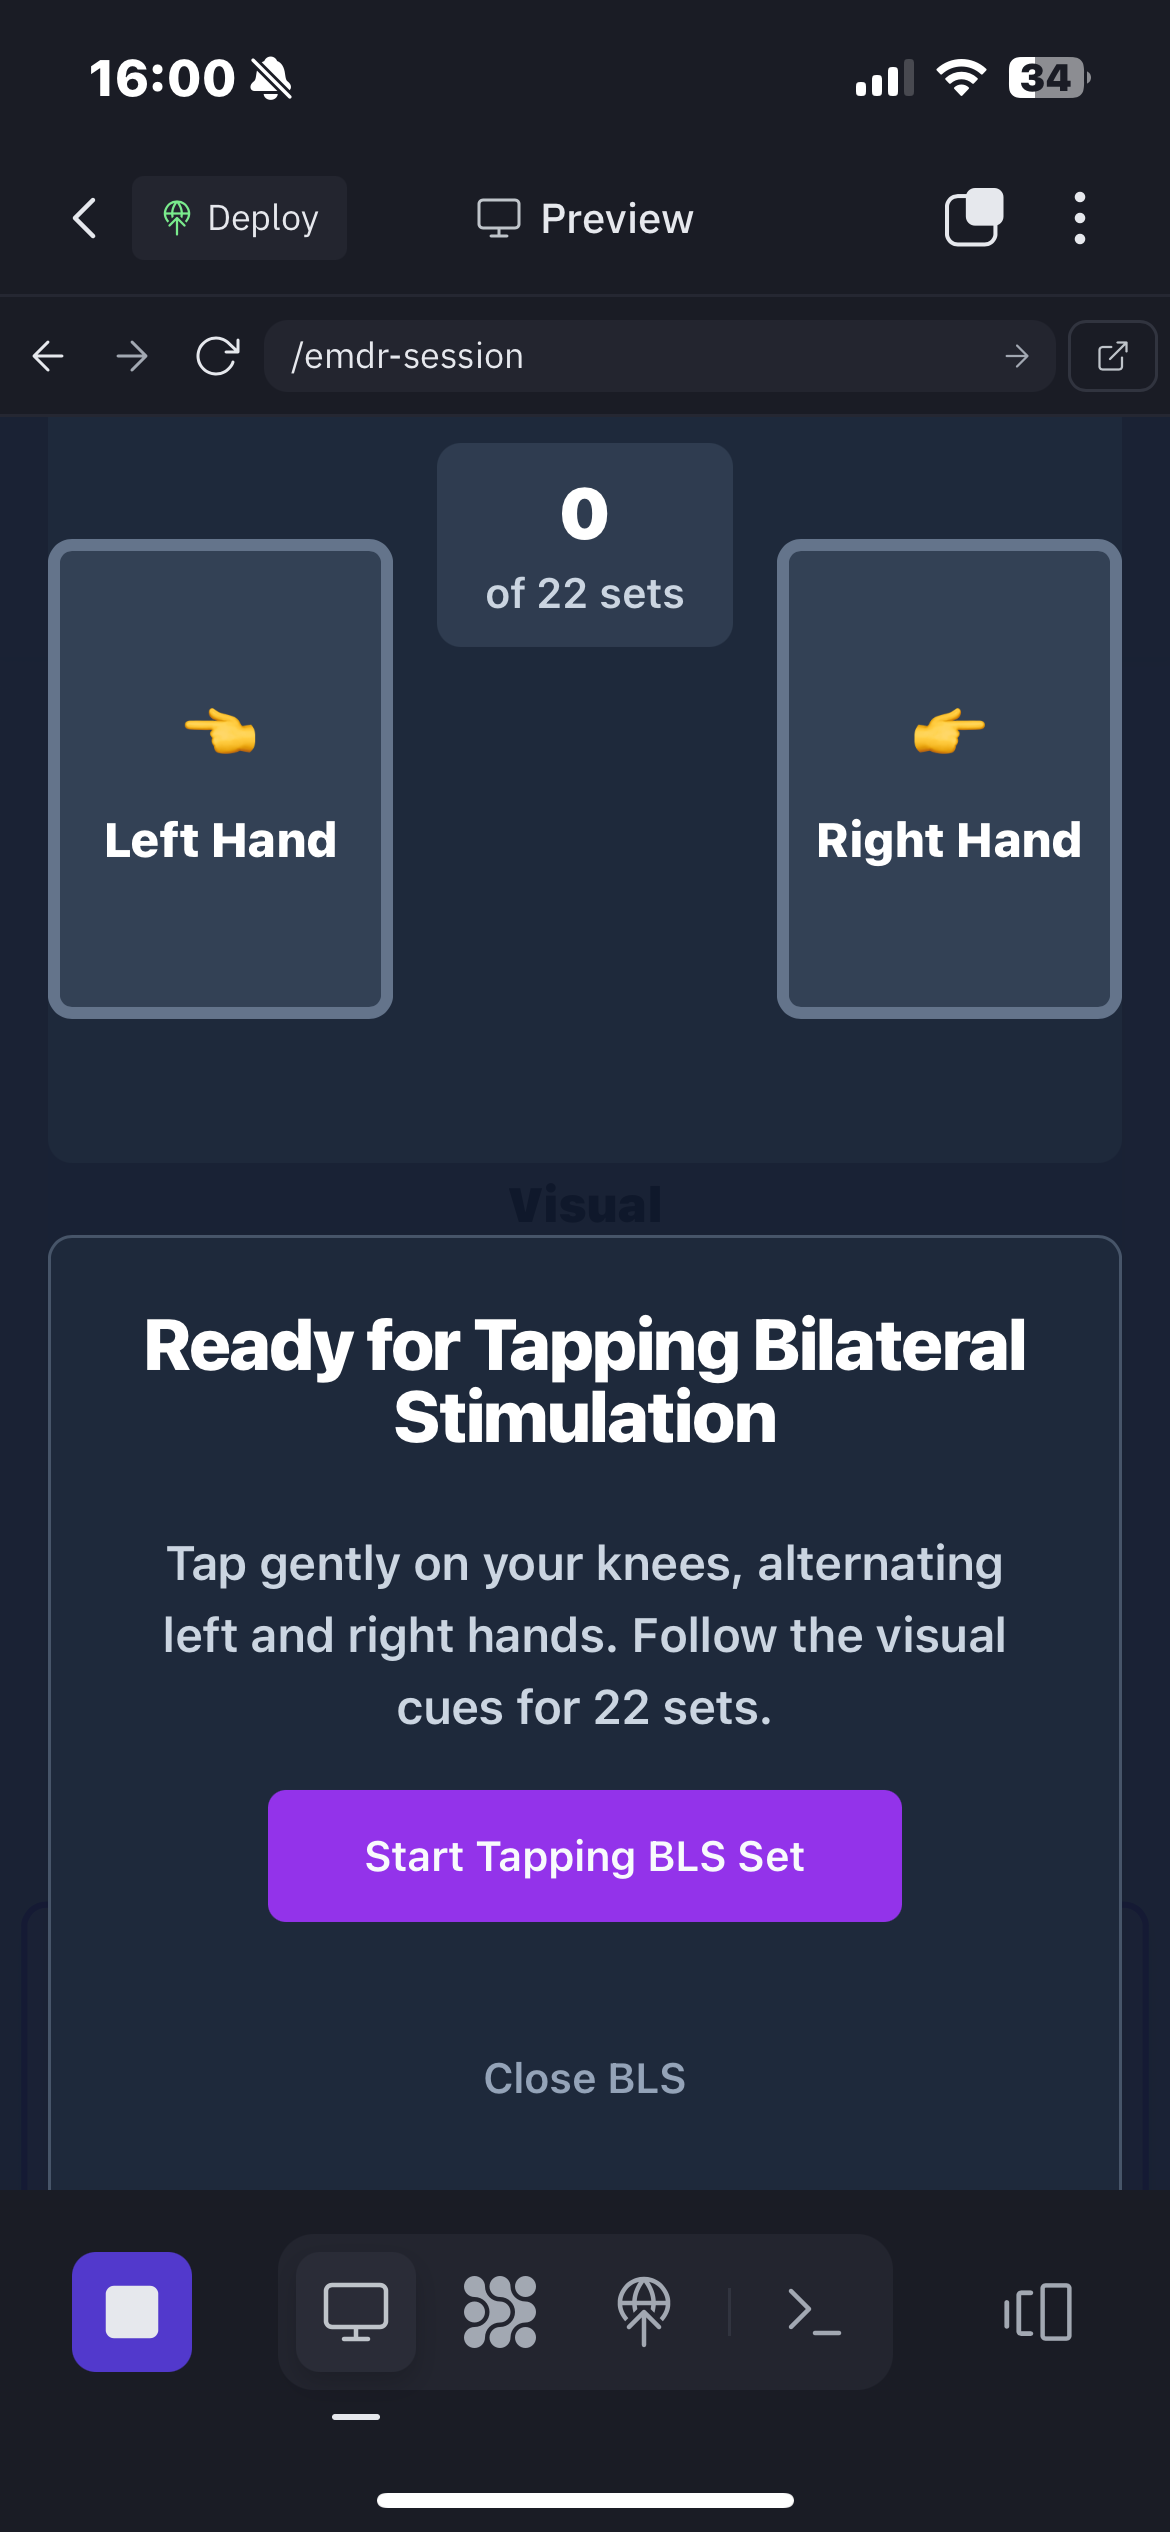 16:00
34
Deploy
Preview
/emdr-session
0
of 22 sets
Left Hand
Right Hand
Visual
Ready for Tapping Bilateral
Stimulation
Tap gently on your knees, alternating
left and right hands. Follow the visual
cues for 22 sets.
Start Tapping BLS Set
Close BLS